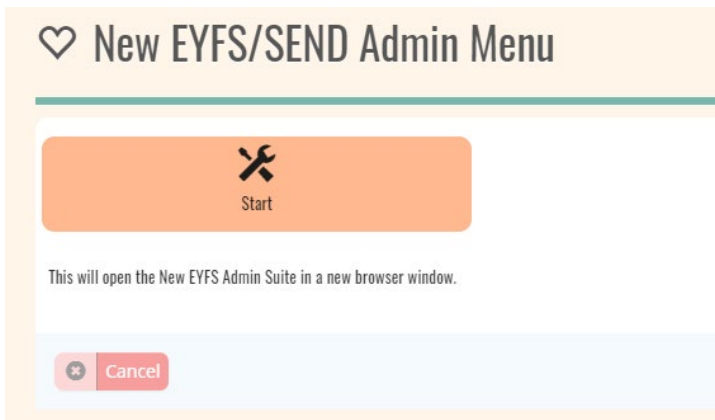 New EYFS/SEND Admin Menu
Start
This will open the New EYFS Admin Suite in a new browser window.
Cancel